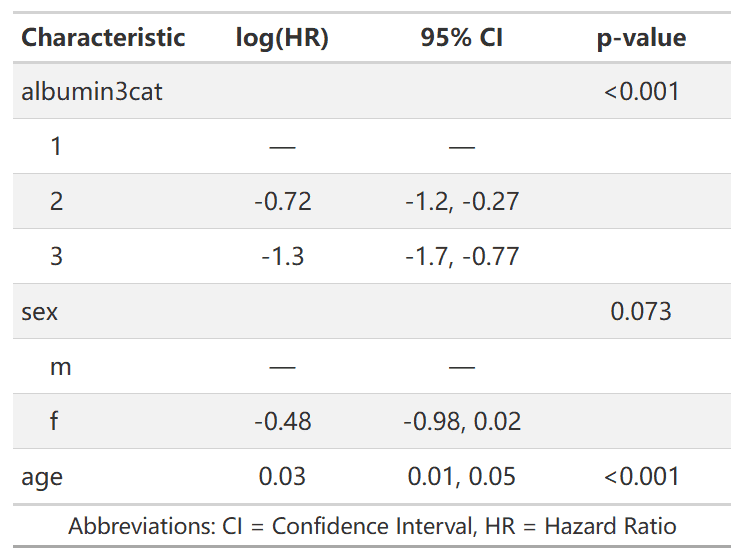 Characteristic log(HR) 95% CI p-value
albumin3cat <0.001
1 — —
2 -0.72 -1.2, -0.27
3 -1.3 -1.7, -0.77
sex 0.073
m — —
f -0.48 -0.98, 0.02
age 0.03 0.01, 0.05 <0.001
Abbreviations: CI = Confidence Interval, HR = Hazard Ratio